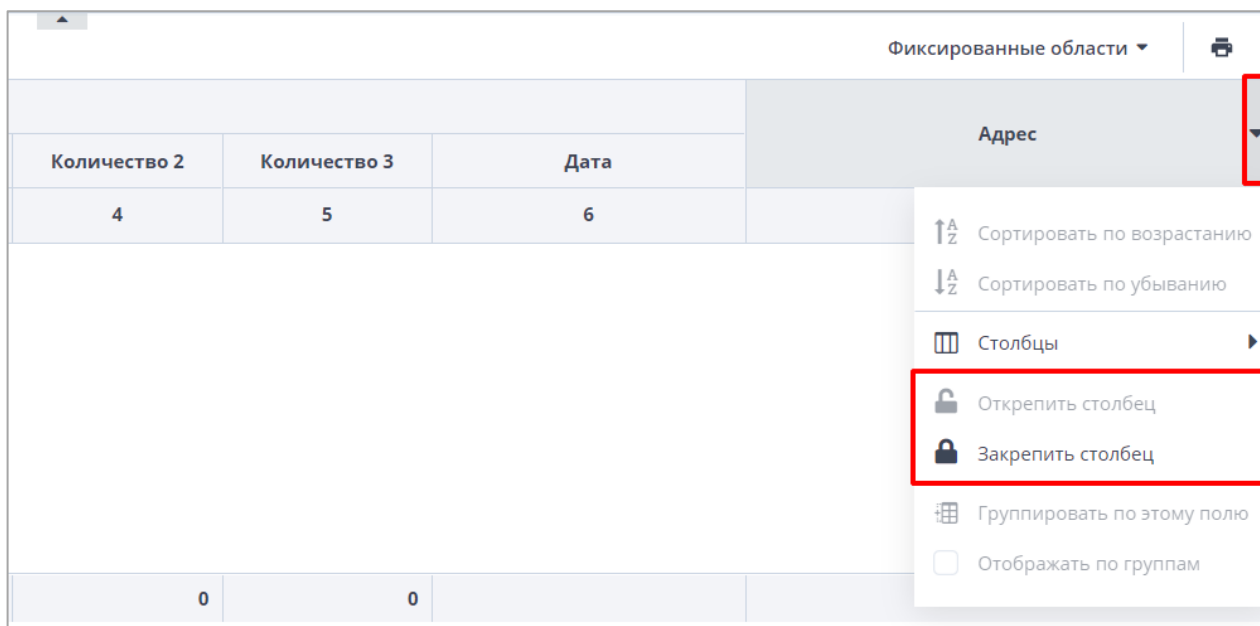 Фиксированные области
Адрес
Количество 2 Количество 3 Дата
4 5 6
Сортировать по возрастанию
Сортировать по убыванию
Столбцы
Открепить столбец
Закрепить столбец
Группировать по этому полю
Отображать по группам
0 0